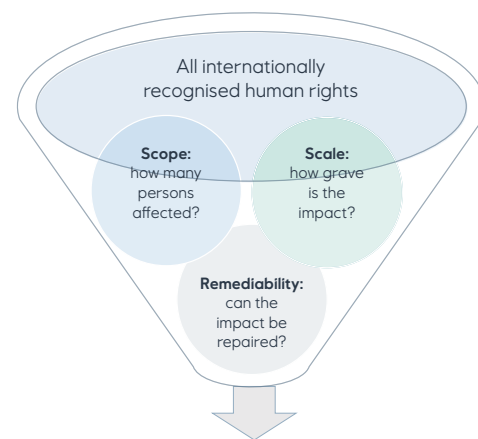 All internationally
recognised human rights
Scope:
how many
persons
affected?
Scale:
how grave
is the
impact?
Remediability:
can the
impact be
repaired?